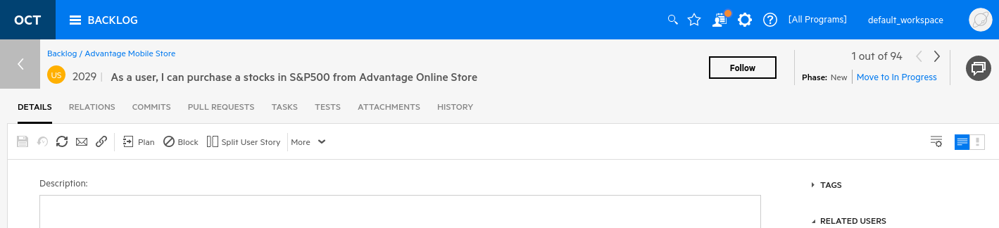 OCT BACKLOG [All Programs] default_workspace
Backlog / Advantage Mobile Store
US 2029 As a user, I can purchase a stocks in S&P500 from Advantage Online Store
Follow
1 out of 94
Phase: New Move to In Progress
DETAILS RELATIONS COMMITS PULL REQUESTS TASKS TESTS ATTACHMENTS HISTORY
Plan Block Split User Story More
Description:
TAGS
RELATED USERS